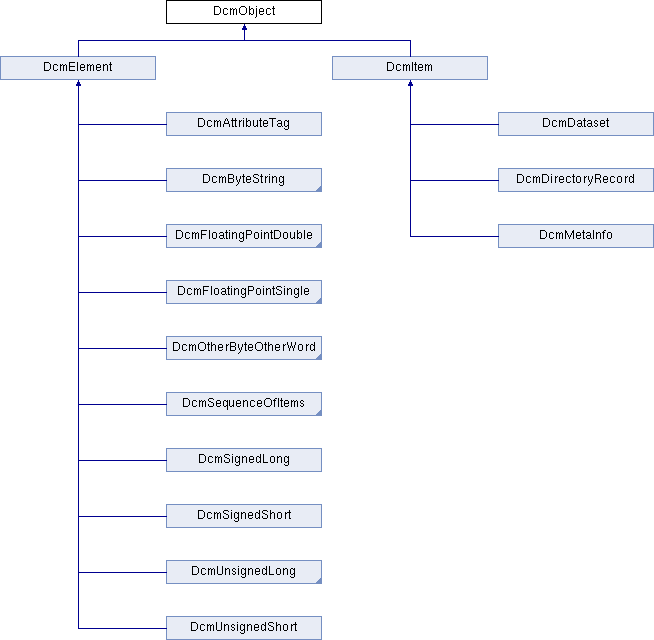 DcmObject
DcmElement
DcmItem
DcmAttributeTag
DcmDataset
DcmByteString
DcmDirectoryRecord
DcmFloatingPointDouble
DcmMetaInfo
DcmFloatingPointSingle
DcmOtherByteOtherWord
DcmSequenceOfItems
DcmSignedLong
DcmSignedShort
DcmUnsignedLong
DcmUnsignedShort